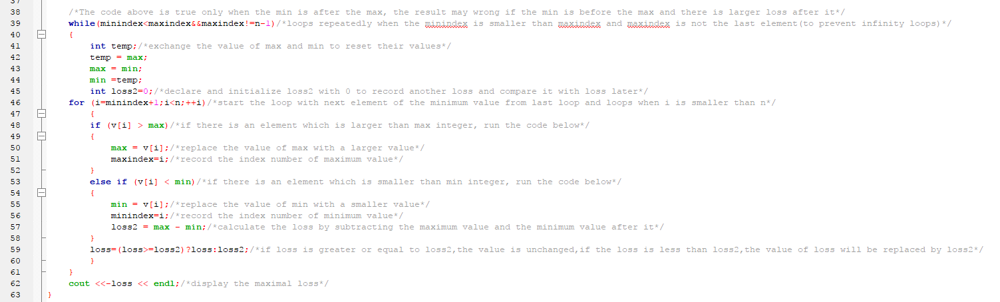 37
38 /*The code above is true only when the min is after the max, the result may wrong if the min is before the max and there is larger loss after it*/
39 while(minindex<maxindex&&maxindex!=n-1)/*loops repeatedly when the minindex is smaller than maxindex and maxindex is not the last element(to prevent infinity loops)*/
40 {
41 int temp;/*exchange the value of max and min to reset their values*/
42 temp = max;
43 max = min;
44 min =temp;
45 int loss2=0;/*declare and initialize loss2 with 0 to record another loss and compare it with loss later*/
46 for (i=minindex+1;i<n;++i)/*start the loop with next element of the minimum value from last loop and loops when i is smaller than n*/
47 {
48 if (v[i] > max)/*if there is an element which is larger than max integer, run the code below*/
49 {
50 max = v[i];/*replace the value of max with a larger value*/
51 maxindex=i;/*record the index number of maximum value*/
52 }
53 else if (v[i] < min)/*if there is an element which is smaller than min integer, run the code below*/
54 {
55 min = v[i];/*replace the value of min with a smaller value*/
56 minindex=i;/*record the index number of minimum value*/
57 loss2 = max - min;/*calculate the loss by subtracting the maximum value and the minimum value after it*/
58 }
59 loss=(loss>=loss2)?loss:loss2;/*if loss is greater or equal to loss2,the value is unchanged,if the loss is less than loss2,the value of loss will be replaced by loss2*/
60 }
61 }
62 cout <<-loss << endl;/*display the maximal loss*/
63 }